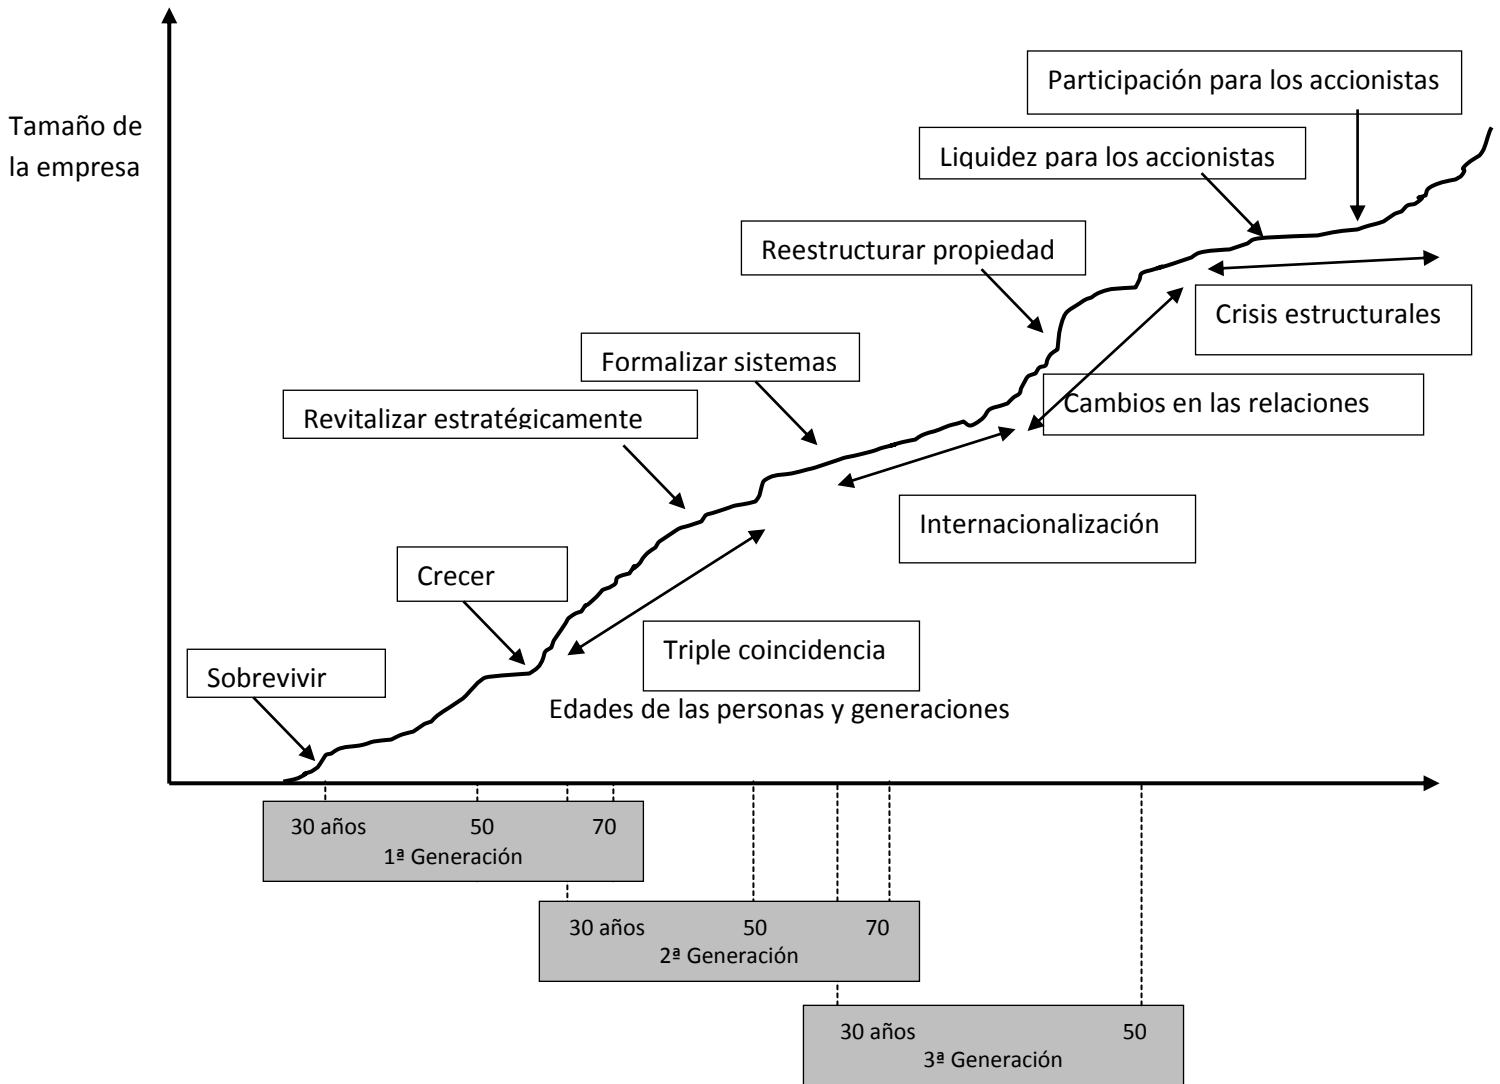 Participación para los accionistas
Tamaño de
la empresa
Liquidez para los accionistas
Reestructurar propiedad
Crisis estructurales
Formalizar sistemas
Revitalizar estratégicamente
Cambios en las relaciones
Internacionalización
Crecer
Triple coincidencia
Sobrevivir
Edades de las personas y generaciones
30 años 50 70
1ª Generación
30 años 50 70
2ª Generación
30 años 50
3ª Generación